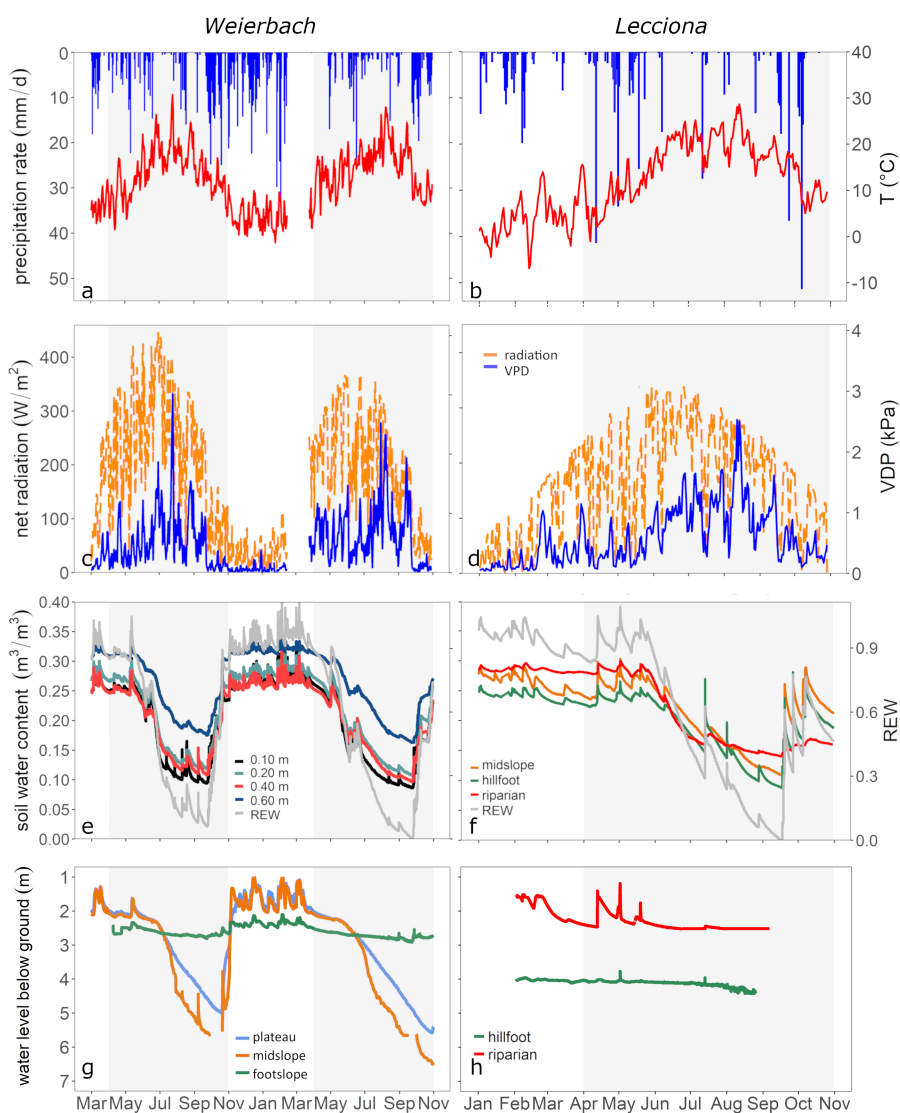 Weierbach
Lecciona
precipitation rate (mm/d)
0
10
20
30
40
50
a
b
40
30
20
10
0
-10
T (°C)
net radiation (W/m²)
400
300
200
100
0
c
radiation
VPD
d
4
3
2
1
0
VDP (kPa)
soil water content (m³/m³)
0.40
0.35
0.30
0.25
0.20
0.15
0.10
0.05
0.00
0.10 m
0.20 m
0.40 m
0.60 m
REW
e
midslope
hillfoot
riparian
REW
f
0.9
0.6
0.3
0.0
REW
water level below ground (m)
1
2
3
4
5
6
7
plateau
midslope
footslope
g
hillfoot
riparian
h
Mar May Jul Sep Nov Jan Mar May Jul Sep Nov
Jan Feb Mar Apr May Jun Jul Aug Sep Oct Nov